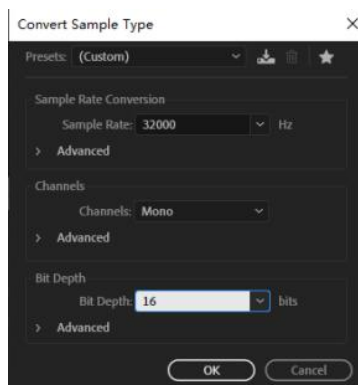 Convert Sample Type
Presets: (Custom)
Sample Rate Conversion
Sample Rate: 32000 Hz
Advanced
Channels
Channels: Mono
Advanced
Bit Depth
Bit Depth: 16 bits
Advanced
OK Cancel